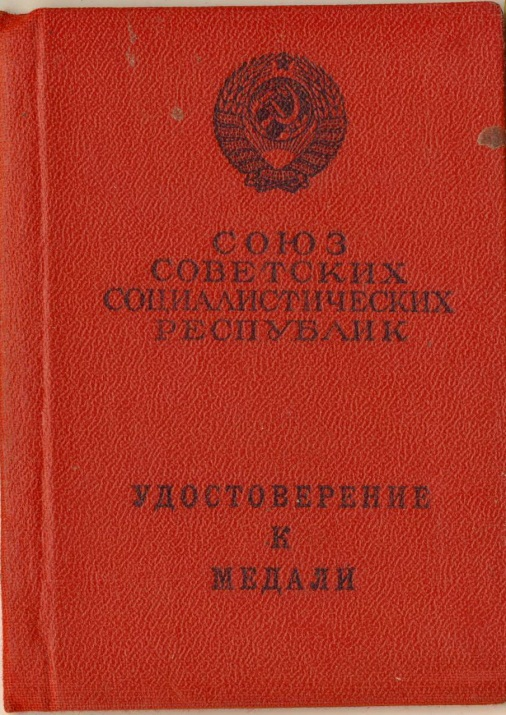 СОЮЗ
СОВЕТСКИХ
СОЦИАЛИСТИЧЕСКИХ
РЕСПУБЛИК
УДОСТОВЕРЕНИЕ
К
МЕДАЛИ